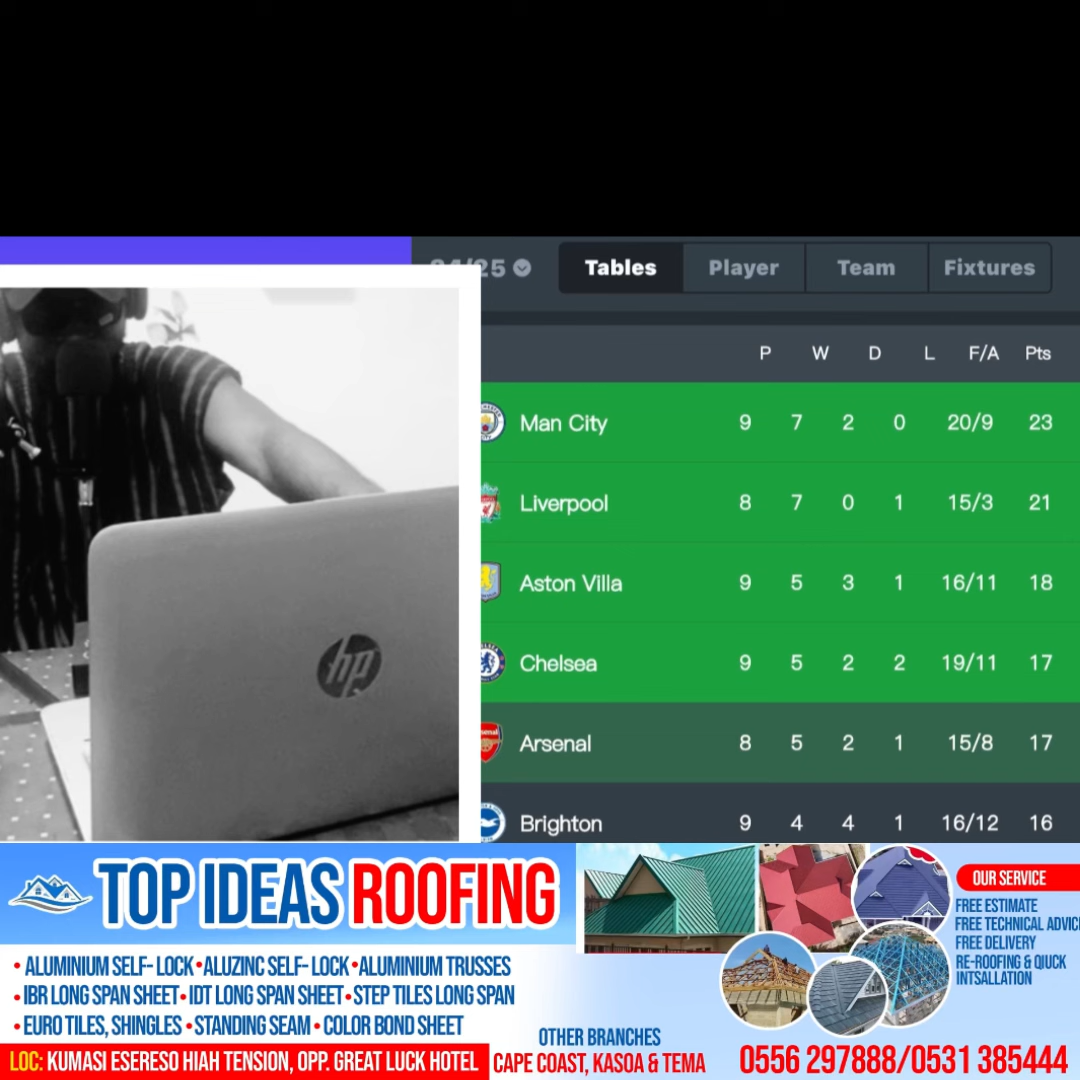 24/25 Tables Player Team Fixtures
P W D L F/A Pts
Man City 9 7 2 0 20/9 23
Liverpool 8 7 0 1 15/3 21
Aston Villa 9 5 3 1 16/11 18
Chelsea 9 5 2 2 19/11 17
Arsenal 8 5 2 1 15/8 17
Brighton 9 4 4 1 16/12 16
hp
TOP IDEAS ROOFING
• ALUMINIUM SELF- LOCK • ALUZINC SELF- LOCK • ALUMINIUM TRUSSES
• IBR LONG SPAN SHEET • IDT LONG SPAN SHEET • STEP TILES LONG SPAN
• EURO TILES, SHINGLES • STANDING SEAM • COLOR BOND SHEET
LOC: KUMASI ESERESO HIAH TENSION, OPP. GREAT LUCK HOTEL
OTHER BRANCHES
CAPE COAST, KASOA & TEMA
OUR SERVICE
FREE ESTIMATE
FREE TECHNICAL ADVIC
FREE DELIVERY
RE-ROOFING & QIUCK
INTSALLATION
0556 297888/0531 385444